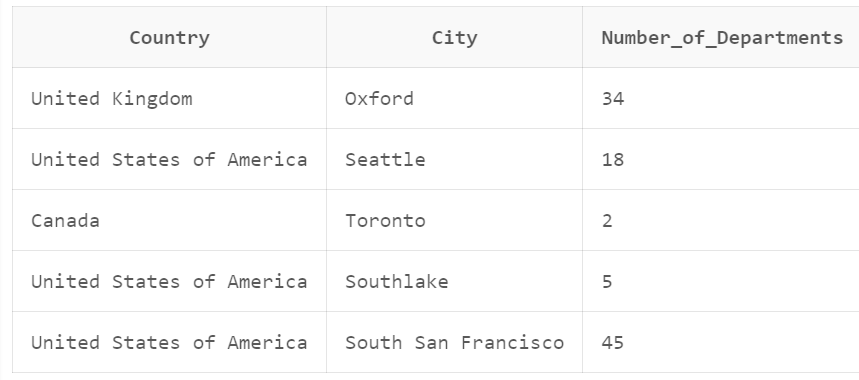 Country City Number_of_Departments
United Kingdom Oxford 34
United States of America Seattle 18
Canada Toronto 2
United States of America Southlake 5
United States of America South San Francisco 45